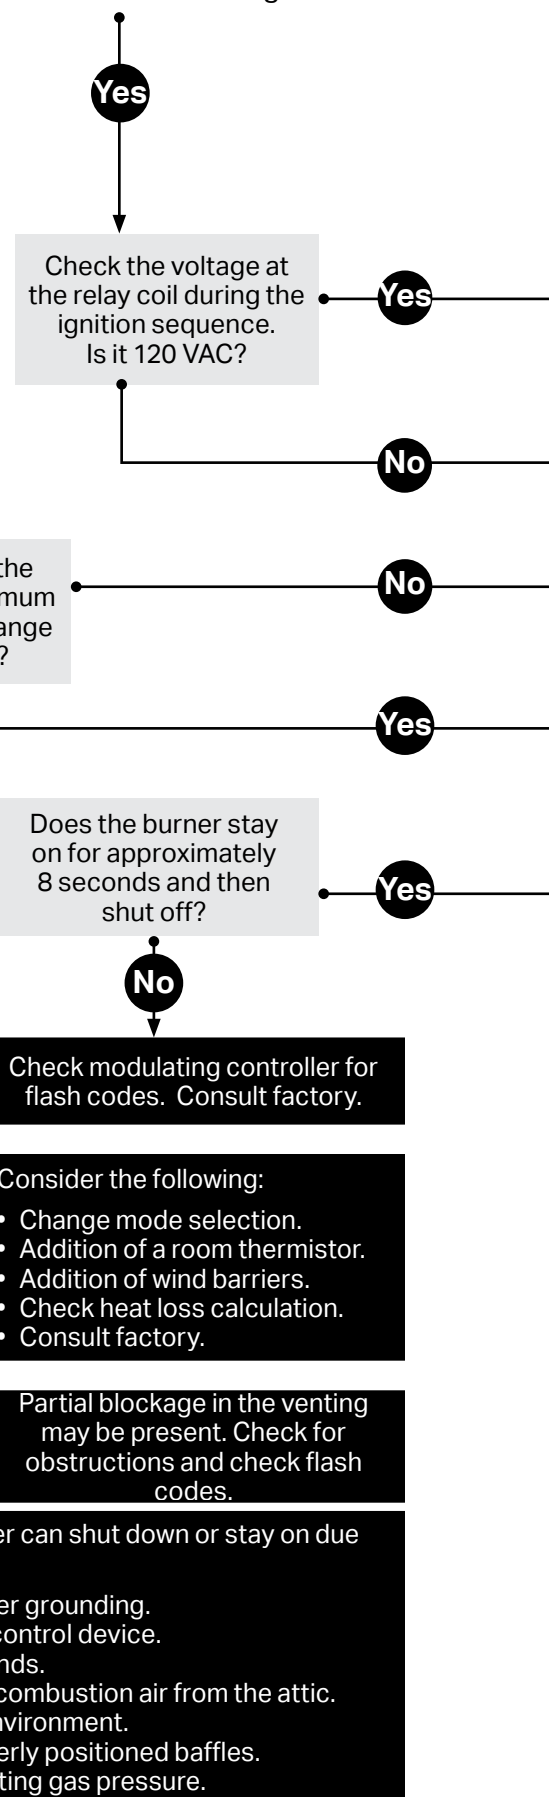 Yes
Check the voltage at
the relay coil during the
ignition sequence.
Is it 120 VAC?
Yes
No
the
ange
?
No
Yes
Does the burner stay
on for approximately
8 seconds and then
shut off?
Yes
No
Check modulating controller for
flash codes. Consult factory.
Consider the following:
• Change mode selection.
• Addition of a room thermistor.
• Addition of wind barriers.
• Check heat loss calculation.
• Consult factory.
Partial blockage in the venting
may be present. Check for
obstructions and check flash
codes.
er can shut down or stay on due
er grounding.
control device.
nds.
combustion air from the attic.
nvironment.
erly positioned baffles.
ting gas pressure.